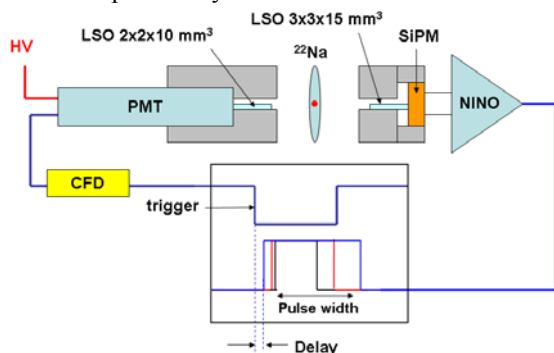 LSO 3x3x15 mm³
LSO 2x2x10 mm³
SiPM
HV
²²Na
PMT
NINO
CFD
trigger
Pulse width
Delay